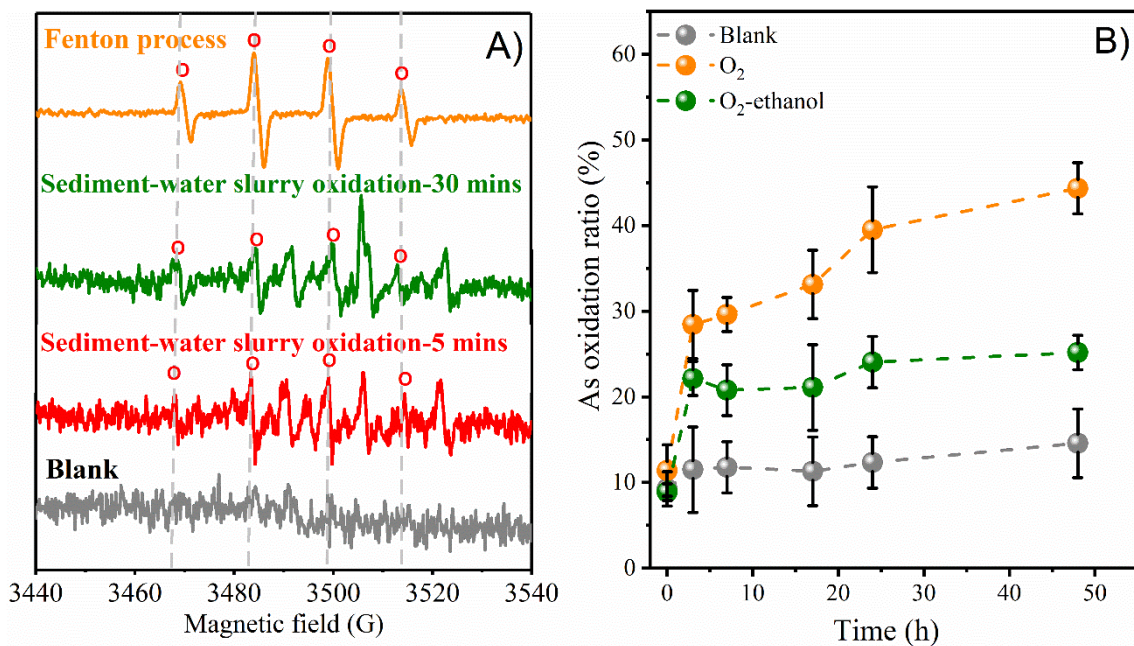 A)
Fenton process
O O O O
Sediment-water slurry oxidation-30 mins
O O O O
Sediment-water slurry oxidation-5 mins
O O O O
Blank
3440 3460 3480 3500 3520 3540
Magnetic field (G)
B)
Blank
O₂
O₂-ethanol
As oxidation ratio (%)
60
50
40
30
20
10
0
0 10 20 30 40 50
Time (h)